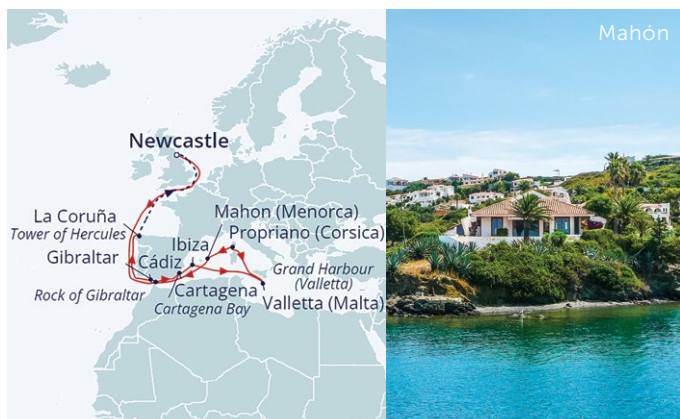 Newcastle
La Coruña
Tower of Hercules
Gibraltar
Cádiz
Rock of Gibraltar
Ibiza
Mahon (Menorca)
Propriano (Corsica)
Grand Harbour
(Valletta)
Cartagena
Cartagena Bay
Valletta (Malta)
Mahón